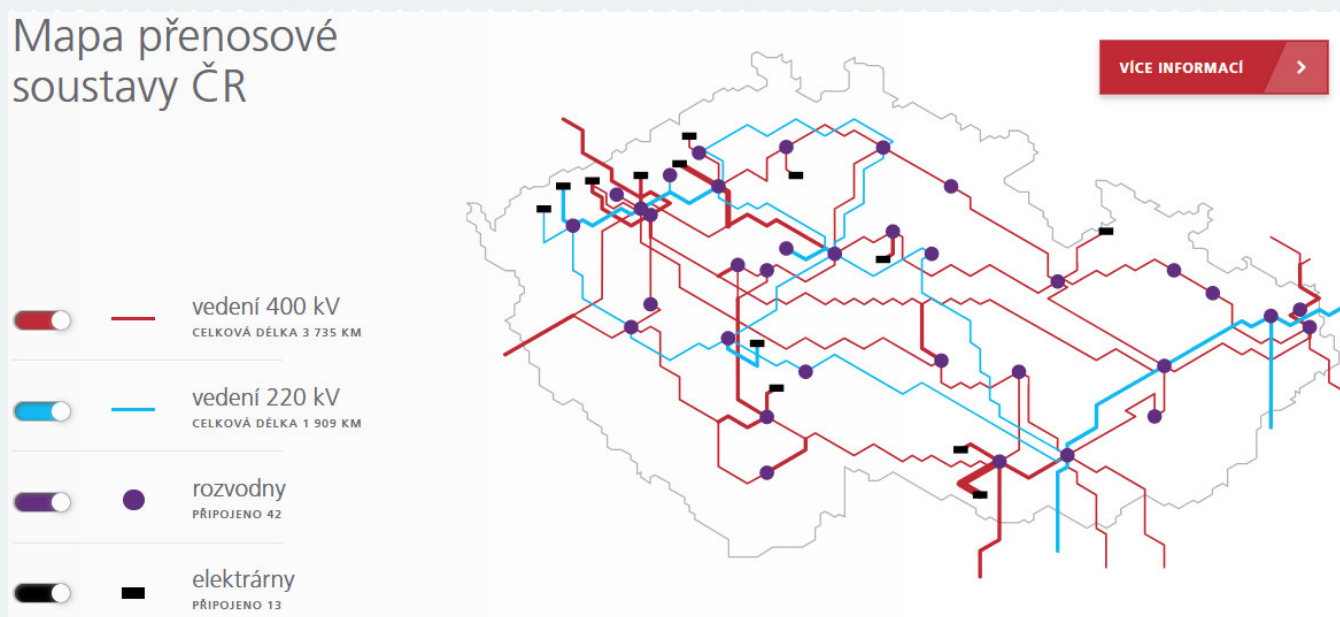 Mapa přenosové
soustavy ČR
VÍCE INFORMACÍ
vedení 400 kV
CELKOVÁ DÉLKA 3 735 KM
vedení 220 kV
CELKOVÁ DÉLKA 1 909 KM
rozvodny
PŘIPOJENO 42
elektrárny
PŘIPOJENO 13